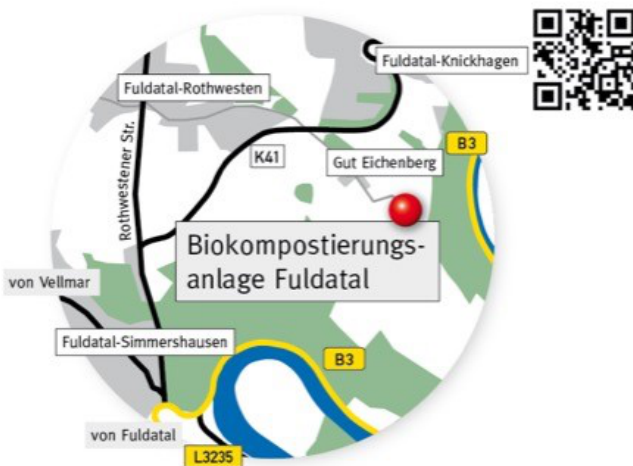 Fuldatal-Knickhagen
Fuldatal-Rothwesten
B3
K41
Gut Eichenberg
Rothwestener Str.
Biokompostierungs-
anlage Fuldatal
von Vellmar
Fuldatal-Simmershausen
B3
von Fuldatal
L3235